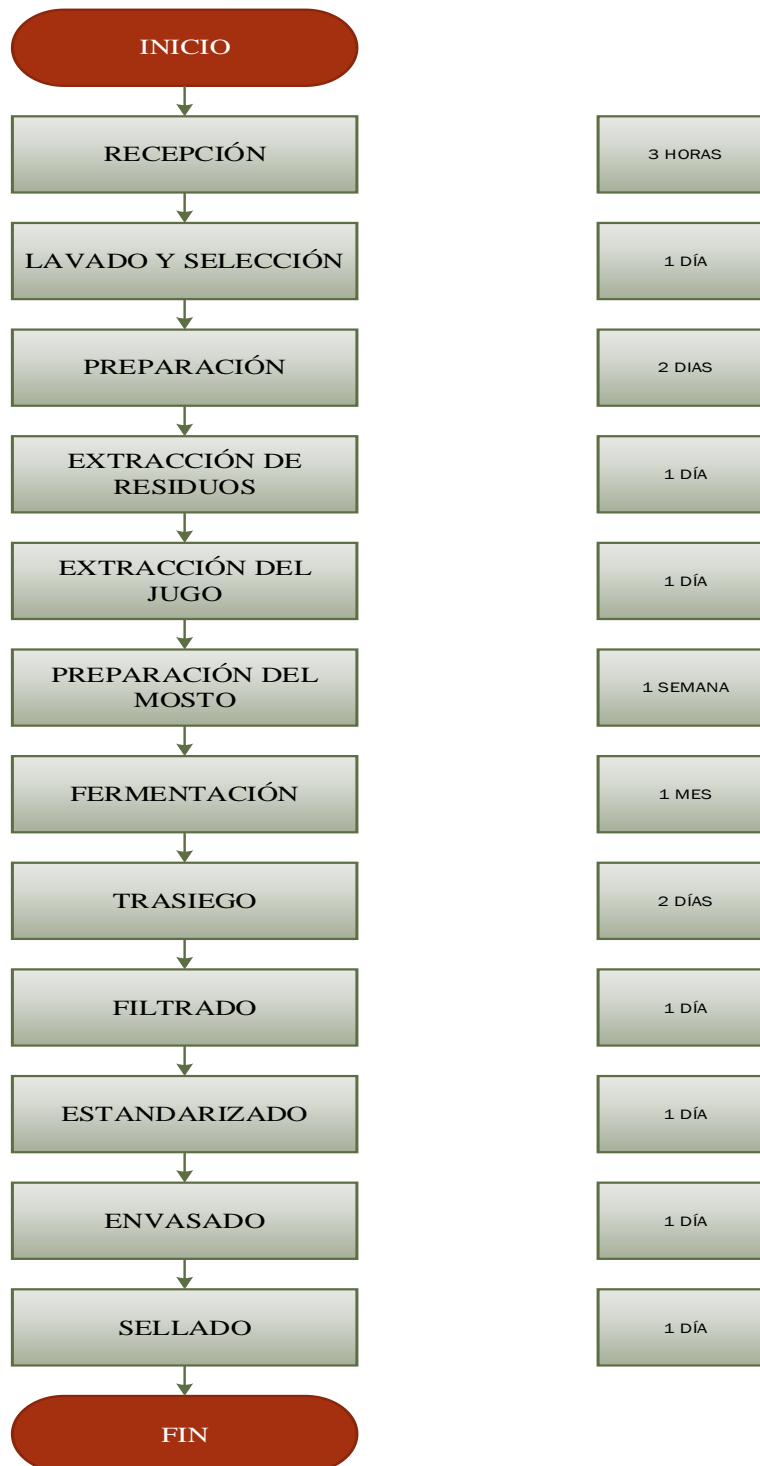 INICIO
RECEPCIÓN
3 HORAS
LAVADO Y SELECCIÓN
1 DÍA
PREPARACIÓN
2 DIAS
EXTRACCIÓN DE
RESIDUOS
1 DÍA
EXTRACCIÓN DEL
JUGO
1 DÍA
PREPARACIÓN DEL
MOSTO
1 SEMANA
FERMENTACIÓN
1 MES
TRASIEGO
2 DÍAS
FILTRADO
1 DÍA
ESTANDARIZADO
1 DÍA
ENVASADO
1 DÍA
SELLADO
1 DÍA
FIN